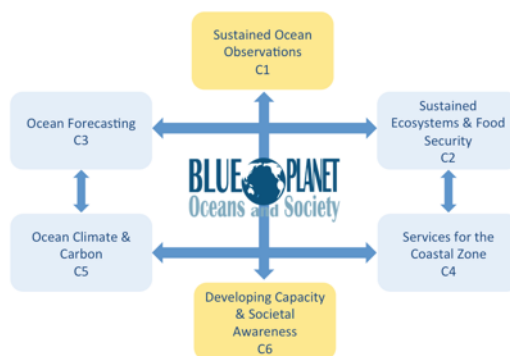 Sustained Ocean
Observations
C1
Ocean Forecasting
C3
Sustained
Ecosystems & Food
Security
C2
BLUE PLANET
Oceans and Society
Ocean Climate &
Carbon
C5
Services for the
Coastal Zone
C4
Developing Capacity
& Societal
Awareness
C6